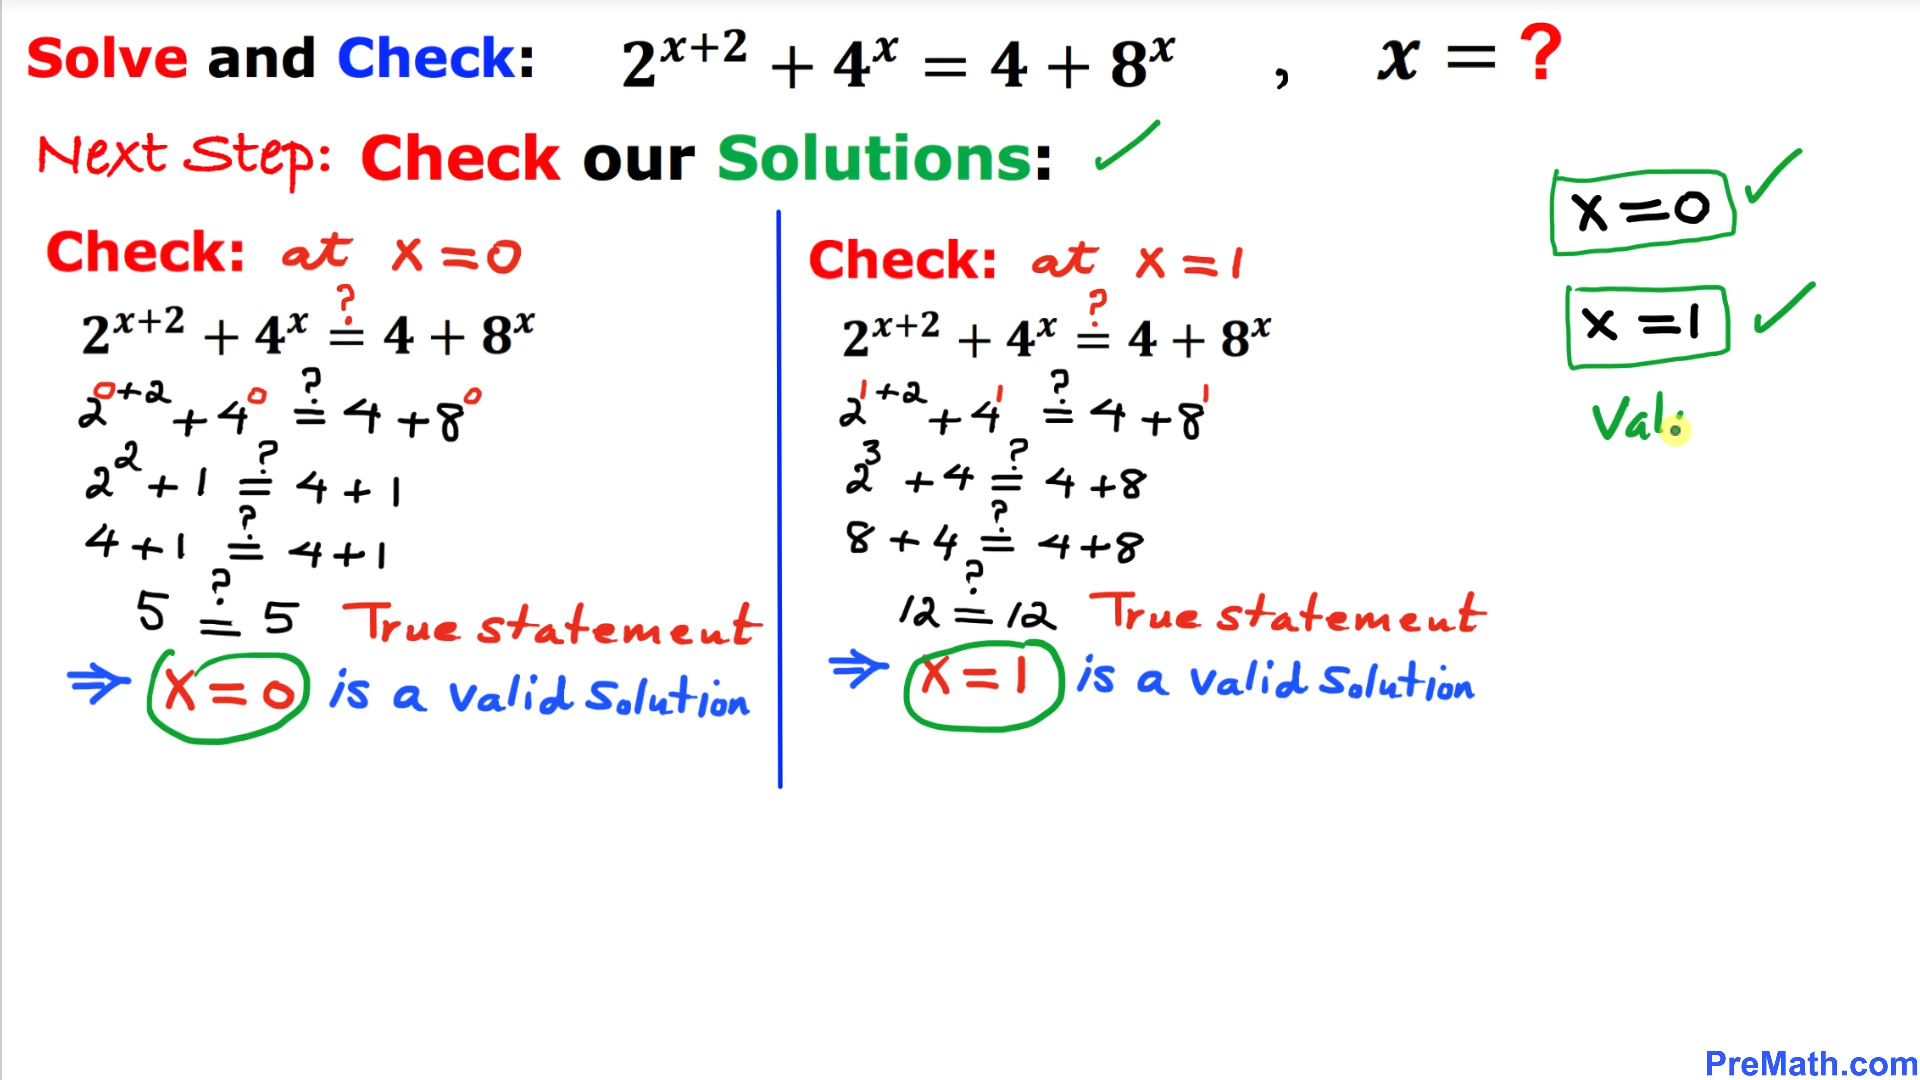 Solve and Check: 2^{x+2} + 4^x = 4 + 8^x , x = ?
Next Step: Check our Solutions: ✓
x = 0 ✓
x = 1 ✓
Check: at x = 0
2^{x+2} + 4^x ≟ 4 + 8^x
2^{0+2} + 4^0 ≟ 4 + 8^0
2^2 + 1 ≟ 4 + 1
4 + 1 ≟ 4 + 1
5 ≟ 5 True statement
⇒ x = 0 is a valid solution
Check: at x = 1
2^{x+2} + 4^x ≟ 4 + 8^x
2^{1+2} + 4^1 ≟ 4 + 8^1
2^3 + 4 ≟ 4 + 8
8 + 4 ≟ 4 + 8
12 ≟ 12 True statement
⇒ x = 1 is a valid solution
Vali
PreMath.com